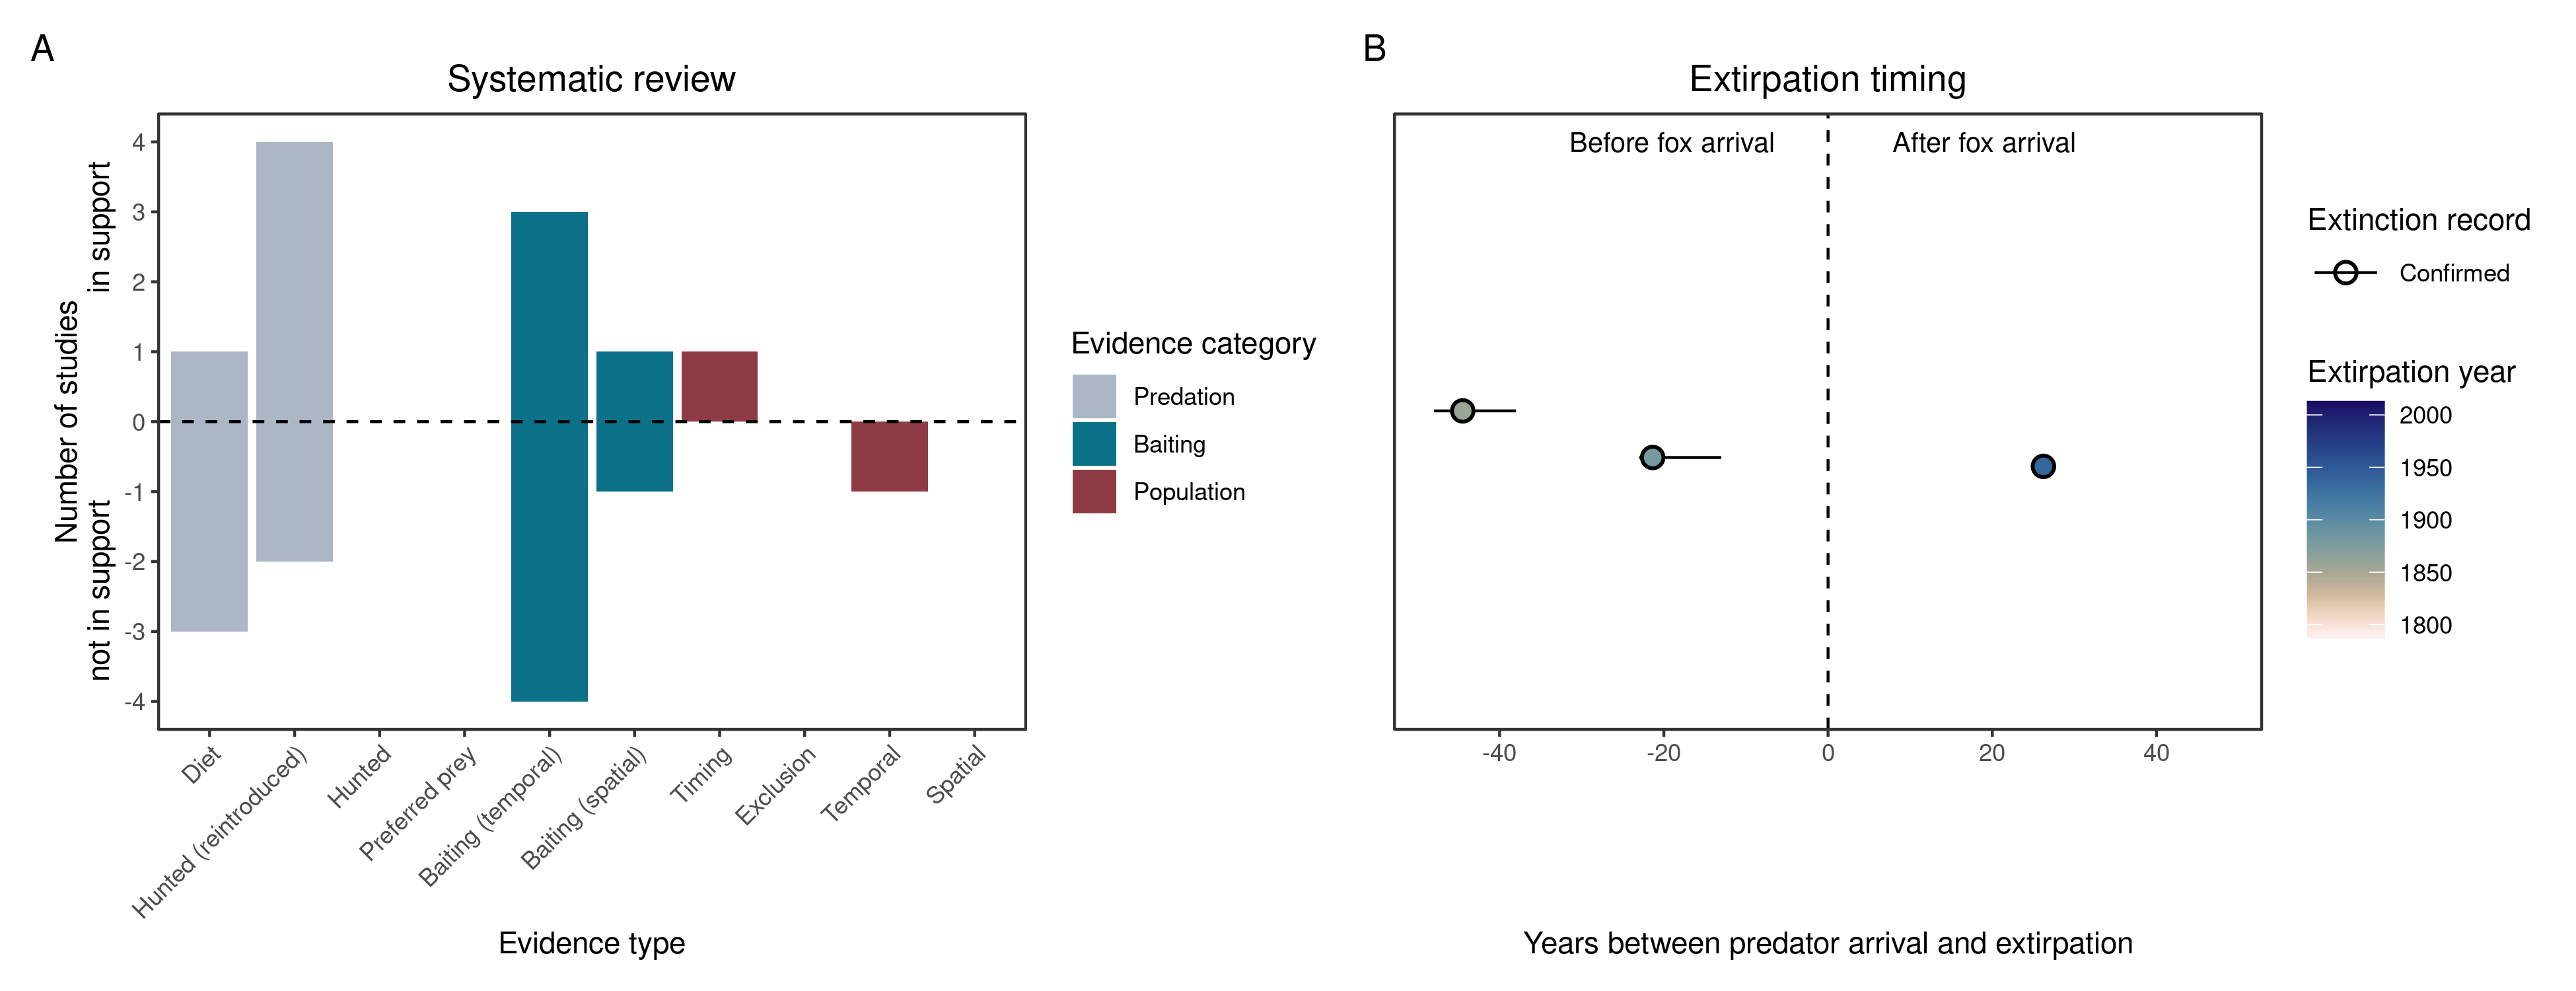 A
Systematic review
Number of studies
in support
not in support
4
3
2
1
0
-1
-2
-3
-4
Diet
Hunted (reintroduced)
Hunted
Preferred prey
Baiting (temporal)
Baiting (spatial)
Timing
Exclusion
Temporal
Spatial
Evidence type
Evidence category
Predation
Baiting
Population
B
Extirpation timing
Before fox arrival
After fox arrival
-40
-20
0
20
40
Years between predator arrival and extirpation
Extinction record
Confirmed
Extirpation year
2000
1950
1900
1850
1800